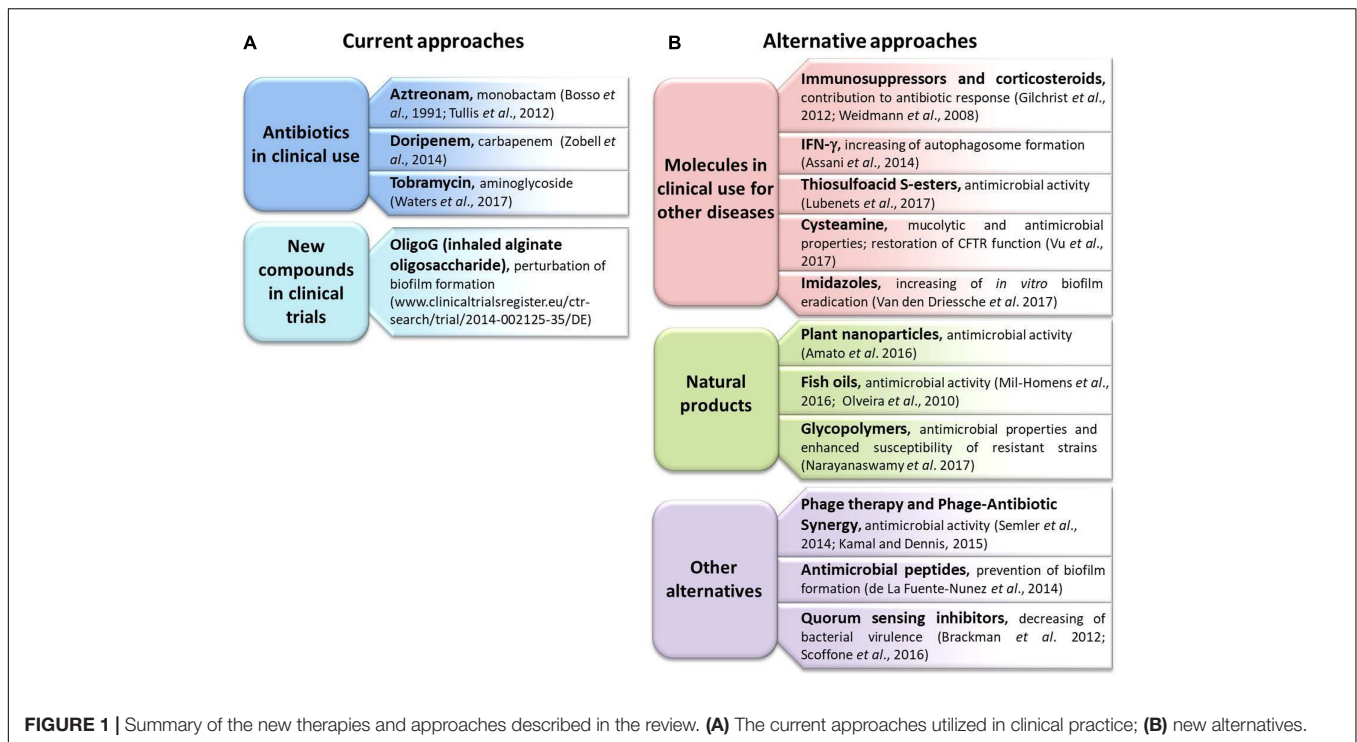 A Current approaches
Antibiotics
in clinical use
Aztreonam, monobactam (Bosso et
al., 1991; Tullis et al., 2012)
Doripenem, carbapenem (Zobell et
al., 2014)
Tobramycin, aminoglycoside
(Waters et al., 2017)
New
compounds
in clinical
trials
OligoG (inhaled alginate
oligosaccharide), perturbation of
biofilm formation
(www.clinicaltrialsregister.eu/ctr-
search/trial/2014-002125-35/DE)
B Alternative approaches
Molecules in
clinical use for
other diseases
Immunosuppressors and corticosteroids,
contribution to antibiotic response (Gilchrist et al.,
2012; Weidmann et al., 2008)
IFN-γ, increasing of autophagosome formation
(Assani et al., 2014)
Thiosulfoacid S-esters, antimicrobial activity
(Lubenets et al., 2017)
Cysteamine, mucolytic and antimicrobial
properties; restoration of CFTR function (Vu et al.,
2017)
Imidazoles, increasing of in vitro biofilm
eradication (Van den Driessche et al. 2017)
Natural
products
Plant nanoparticles, antimicrobial activity
(Amato et al. 2016)
Fish oils, antimicrobial activity (Mil-Homens et al.,
2016; Olveira et al., 2010)
Glycopolymers, antimicrobial properties and
enhanced susceptibility of resistant strains
(Narayanaswamy et al. 2017)
Other
alternatives
Phage therapy and Phage-Antibiotic
Synergy, antimicrobial activity (Semler et al.,
2014; Kamal and Dennis, 2015)
Antimicrobial peptides, prevention of biofilm
formation (de La Fuente-Nunez et al., 2014)
Quorum sensing inhibitors, decreasing of
bacterial virulence (Brackman et al. 2012;
Scoffone et al., 2016)
FIGURE 1 | Summary of the new therapies and approaches described in the review. (A) The current approaches utilized in clinical practice; (B) new alternatives.